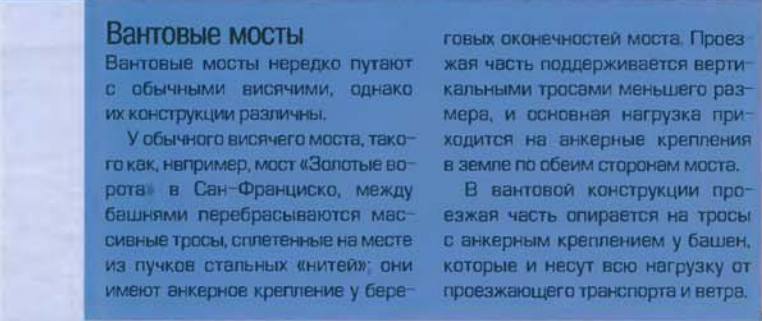 Вантовые мосты
Вантовые мосты нередко путают
с обычными висячими, однако
их конструкции различны.
У обычного висячего моста, тако-
го как, например, мост «Золотые во-
рота» в Сан-Франциско, между
башнями перебрасываются мас-
сивные тросы, сплетенные на месте
из пучков стальных «нитей»; они
имеют анкерное крепление у бере-
говых оконечностей моста. Проез-
жая часть поддерживается верти-
кальными тросами меньшего раз-
мера, и основная нагрузка при-
ходится на анкерные крепления
в земле по обеим сторонам моста.
В вантовой конструкции про-
езжая часть опирается на тросы
с анкерным креплением у башен,
которые и несут всю нагрузку от
проезжающего транспорта и ветра.